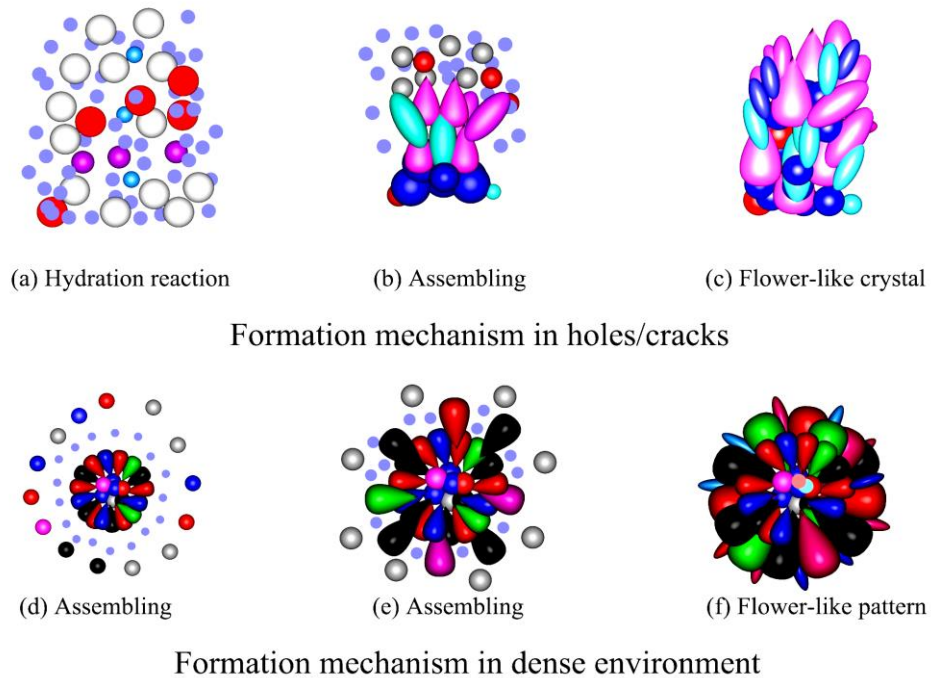 (a) Hydration reaction
(b) Assembling
(c) Flower-like crystal
Formation mechanism in holes/cracks
(d) Assembling
(e) Assembling
(f) Flower-like pattern
Formation mechanism in dense environment